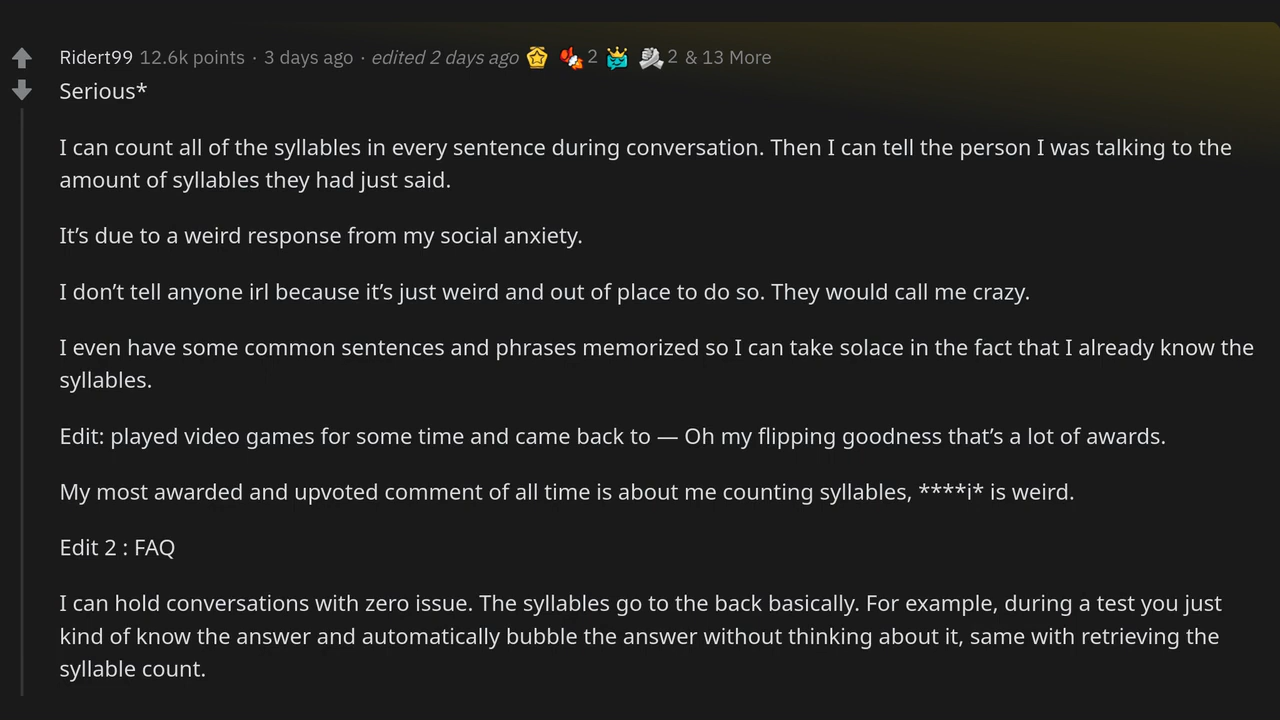 Ridert99 12.6k points · 3 days ago · edited 2 days ago 2 2 & 13 More
Serious*
I can count all of the syllables in every sentence during conversation. Then I can tell the person I was talking to the
amount of syllables they had just said.
It’s due to a weird response from my social anxiety.
I don’t tell anyone irl because it’s just weird and out of place to do so. They would call me crazy.
I even have some common sentences and phrases memorized so I can take solace in the fact that I already know the
syllables.
Edit: played video games for some time and came back to — Oh my flipping goodness that’s a lot of awards.
My most awarded and upvoted comment of all time is about me counting syllables, ****i* is weird.
Edit 2 : FAQ
I can hold conversations with zero issue. The syllables go to the back basically. For example, during a test you just
kind of know the answer and automatically bubble the answer without thinking about it, same with retrieving the
syllable count.